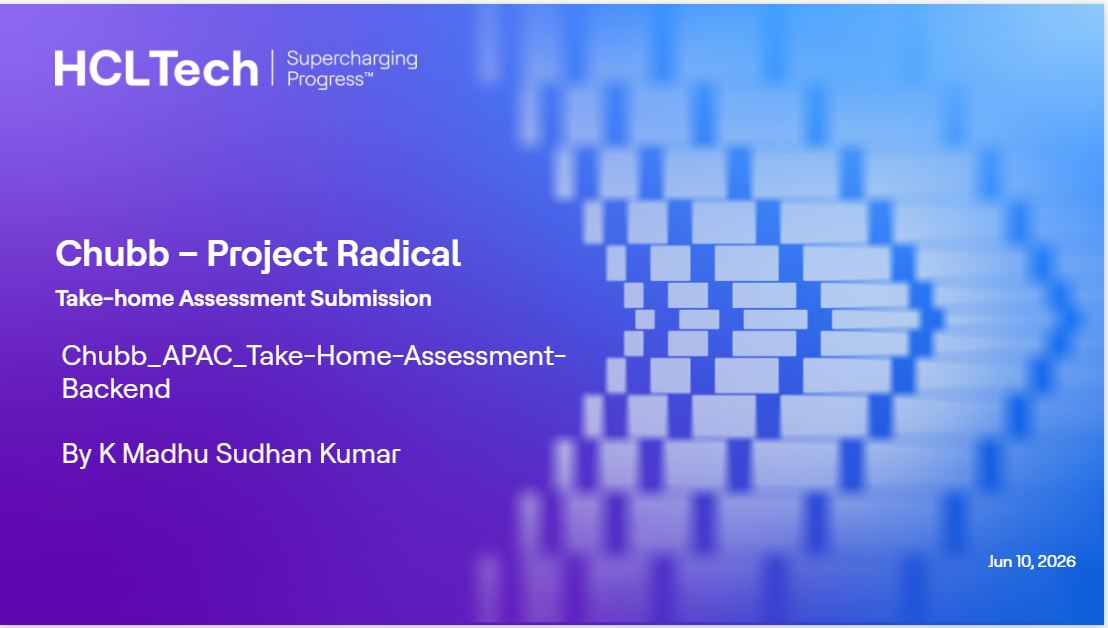 HCLTech
Supercharging
Progress™
Chubb – Project Radical
Take-home Assessment Submission
Chubb_APAC_Take-Home-Assessment-
Backend
By K Madhu Sudhan Kumar
Jun 10, 2026